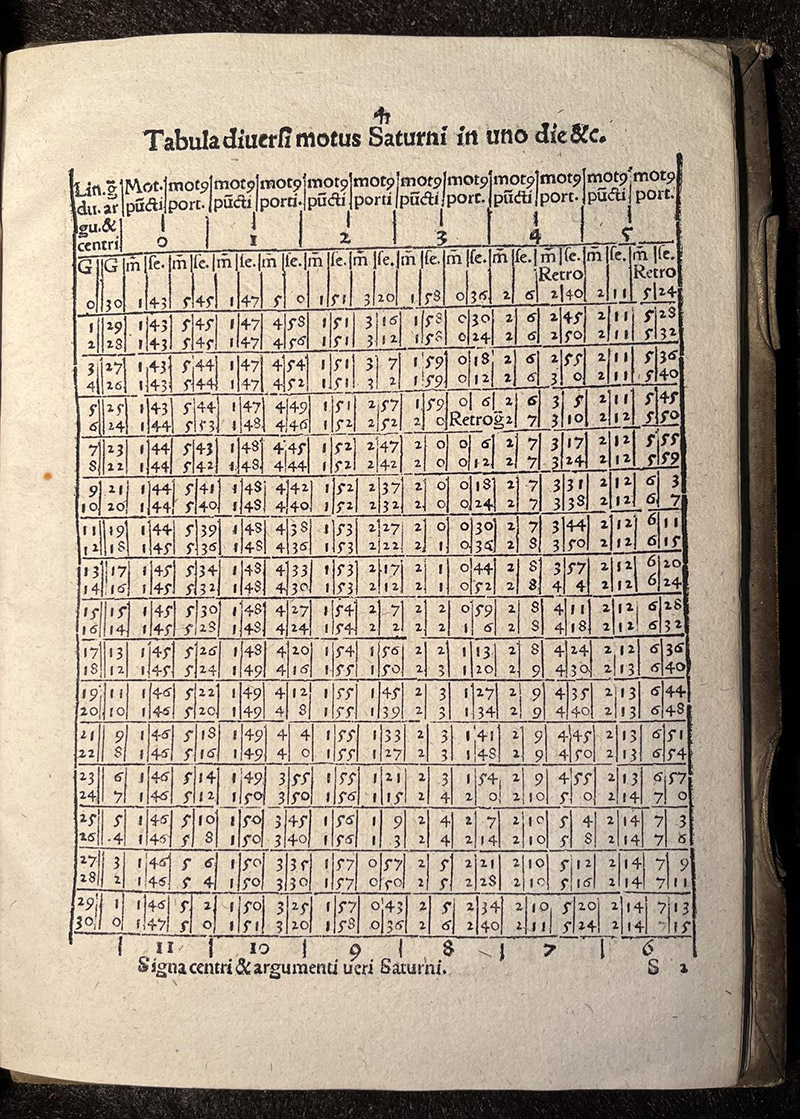 ♄
Tabula diuersi motus Saturni in uno die &c.
Lin. g̃ Mot. motꝰ motꝰ motꝰ motꝰ motꝰ motꝰ motꝰ motꝰ motꝰ motꝰ motꝰ
du. ar pũcti port. pũcti porti. pũcti porti pũcti port. pũcti port. pũcti port.
gu. &
centri 0 1 2 3 4 5
G G m̃ se. m̃ se. m̃ se. m̃ se. m̃ se. m̃ se. m̃ se. m̃ se. m̃ se. m̃ se. m̃ se. m̃ se.
Retro Retro
0 30 1 43 5 45 1 47 5 0 1 51 3 20 1 58 0 36 2 6 2 40 2 11 5 24
1 29 1 43 5 45 1 47 4 58 1 51 3 16 1 58 0 30 2 6 2 45 2 11 5 28
2 28 1 43 5 45 1 47 4 56 1 51 3 12 1 58 0 24 2 6 2 50 2 11 5 32
3 27 1 43 5 44 1 47 4 54 1 51 3 7 1 59 0 18 2 6 2 55 2 11 5 36
4 26 1 43 5 44 1 47 4 52 1 51 3 2 1 59 0 12 2 6 3 0 2 11 5 40
5 25 1 43 5 44 1 47 4 49 1 51 2 57 1 59 0 6 2 6 3 5 2 11 5 45
6 24 1 44 5 53 1 48 4 46 1 52 2 52 2 0 Retrog 2 7 3 10 2 12 5 50
7 23 1 44 5 43 1 48 4 45 1 52 2 47 2 0 0 6 2 7 3 17 2 12 5 55
8 22 1 44 5 42 1 48 4 44 1 52 2 42 2 0 0 12 2 7 3 24 2 12 5 59
9 21 1 44 5 41 1 48 4 42 1 52 2 37 2 0 0 18 2 7 3 31 2 12 6 3
10 20 1 44 5 40 1 48 4 40 1 52 2 32 2 0 0 24 2 7 3 38 2 12 6 7
11 19 1 44 5 39 1 48 4 38 1 53 2 27 2 0 0 30 2 7 3 44 2 12 6 11
12 18 1 45 5 36 1 48 4 36 1 53 2 22 2 1 0 36 2 8 3 50 2 12 6 15
13 17 1 45 5 34 1 48 4 33 1 53 2 17 2 1 0 44 2 8 3 57 2 12 6 20
14 16 1 45 5 32 1 48 4 30 1 53 2 12 2 1 0 52 2 8 4 4 2 12 6 24
15 15 1 45 5 30 1 48 4 27 1 54 2 7 2 2 0 59 2 8 4 11 2 12 6 28
16 14 1 45 5 28 1 48 4 24 1 54 2 2 2 2 1 6 2 8 4 18 2 12 6 32
17 13 1 45 5 26 1 48 4 20 1 54 1 56 2 2 1 13 2 8 4 24 2 12 6 36
18 12 1 45 5 24 1 49 4 16 1 55 1 50 2 3 1 20 2 9 4 30 2 13 6 40
19 11 1 46 5 22 1 49 4 12 1 55 1 45 2 3 1 27 2 9 4 35 2 13 6 44
20 10 1 46 5 20 1 49 4 8 1 55 1 39 2 3 1 34 2 9 4 40 2 13 6 48
21 9 1 46 5 18 1 49 4 4 1 55 1 33 2 3 1 41 2 9 4 45 2 13 6 51
22 8 1 46 5 16 1 49 4 0 1 55 1 27 2 3 1 48 2 9 4 50 2 13 6 54
23 6 1 46 5 14 1 49 3 55 1 55 1 21 2 3 1 54 2 9 4 55 2 13 6 57
24 7 1 46 5 12 1 50 3 50 1 56 1 15 2 4 2 0 2 10 5 0 2 14 7 0
25 5 1 46 5 10 1 50 3 45 1 56 1 9 2 4 2 7 2 10 5 4 2 14 7 3
26 4 1 46 5 8 1 50 3 40 1 56 1 3 2 4 2 14 2 10 5 8 2 14 7 6
27 3 1 46 5 6 1 50 3 35 1 57 0 57 2 5 2 21 2 10 5 12 2 14 7 9
28 2 1 46 5 4 1 50 3 30 1 57 0 50 2 5 2 28 2 10 5 16 2 14 7 11
29 1 1 46 5 2 1 50 3 25 1 57 0 43 2 5 2 34 2 10 5 20 2 14 7 13
30 0 1 47 5 0 1 51 3 20 1 58 0 36 2 6 2 40 2 11 5 24 2 14 7 15
11 10 9 8 7 6
Signa centri & argumenti ueri Saturni. S 2